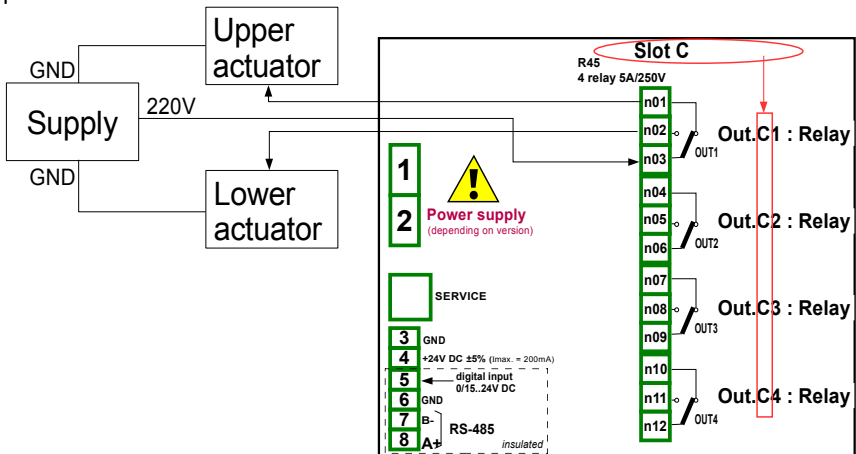 Upper
actuator
GND
Supply
220V
GND
Lower
actuator
Slot C
R45
4 relay 5A/250V
n01
n02
n03
OUT1
Out.C1 : Relay
n04
n05
n06
OUT2
Out.C2 : Relay
n07
n08
n09
OUT3
Out.C3 : Relay
n10
n11
n12
OUT4
Out.C4 : Relay
1
2
!
Power supply
(depending on version)
SERVICE
3 GND
4 +24V DC ±5% (Imax. = 200mA)
5 digital input
0/15..24V DC
6 GND
7 B-
RS-485
8 A+
insulated